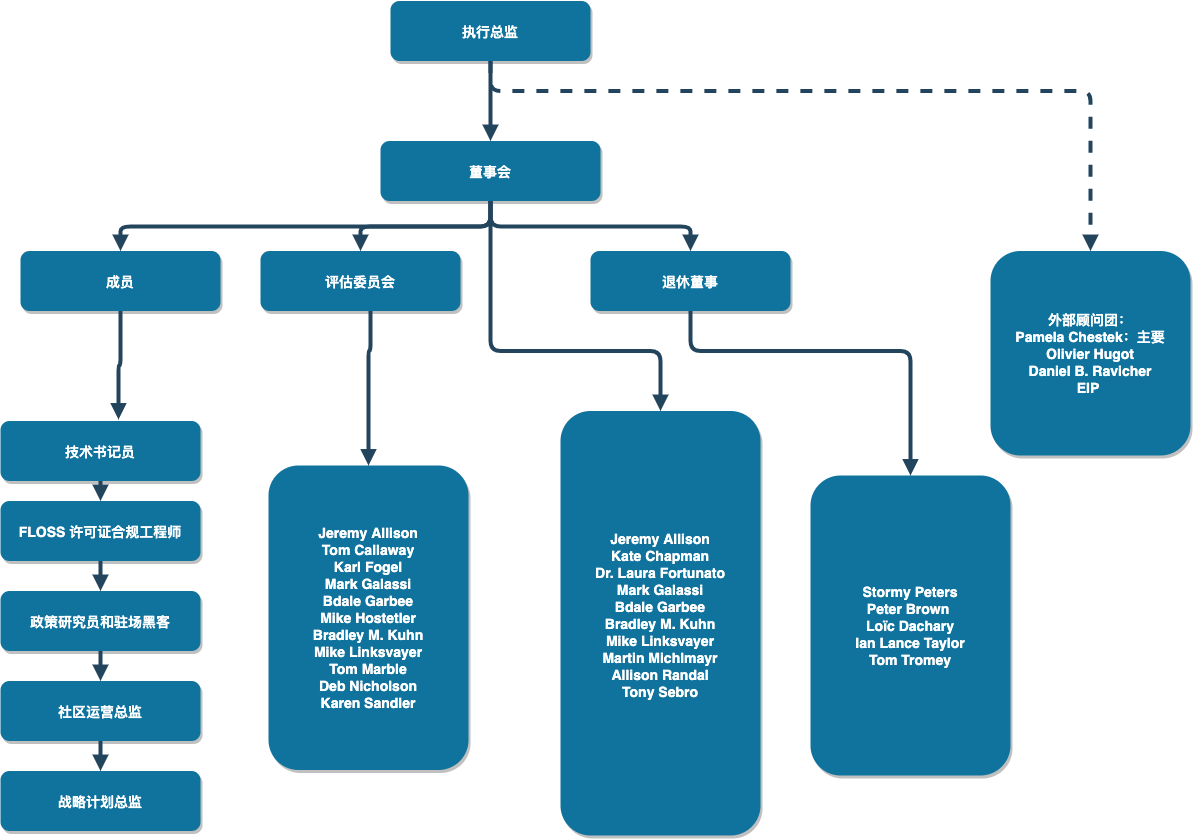 执行总监
董事会
成员
评估委员会
退休董事
外部顾问团：
Pamela Chestek：主要
Olivier Hugot
Daniel B. Ravicher
EIP
技术书记员
FLOSS 许可证合规工程师
政策研究员和驻场黑客
社区运营总监
战略计划总监
Jeremy Allison
Tom Callaway
Karl Fogel
Mark Galassi
Bdale Garbee
Mike Hostetler
Bradley M. Kuhn
Mike Linksvayer
Tom Marble
Deb Nicholson
Karen Sandler
Jeremy Allison
Kate Chapman
Dr. Laura Fortunato
Mark Galassi
Bdale Garbee
Bradley M. Kuhn
Mike Linksvayer
Martin Michlmayr
Allison Randal
Tony Sebro
Stormy Peters
Peter Brown
Loïc Dachary
Ian Lance Taylor
Tom Tromey